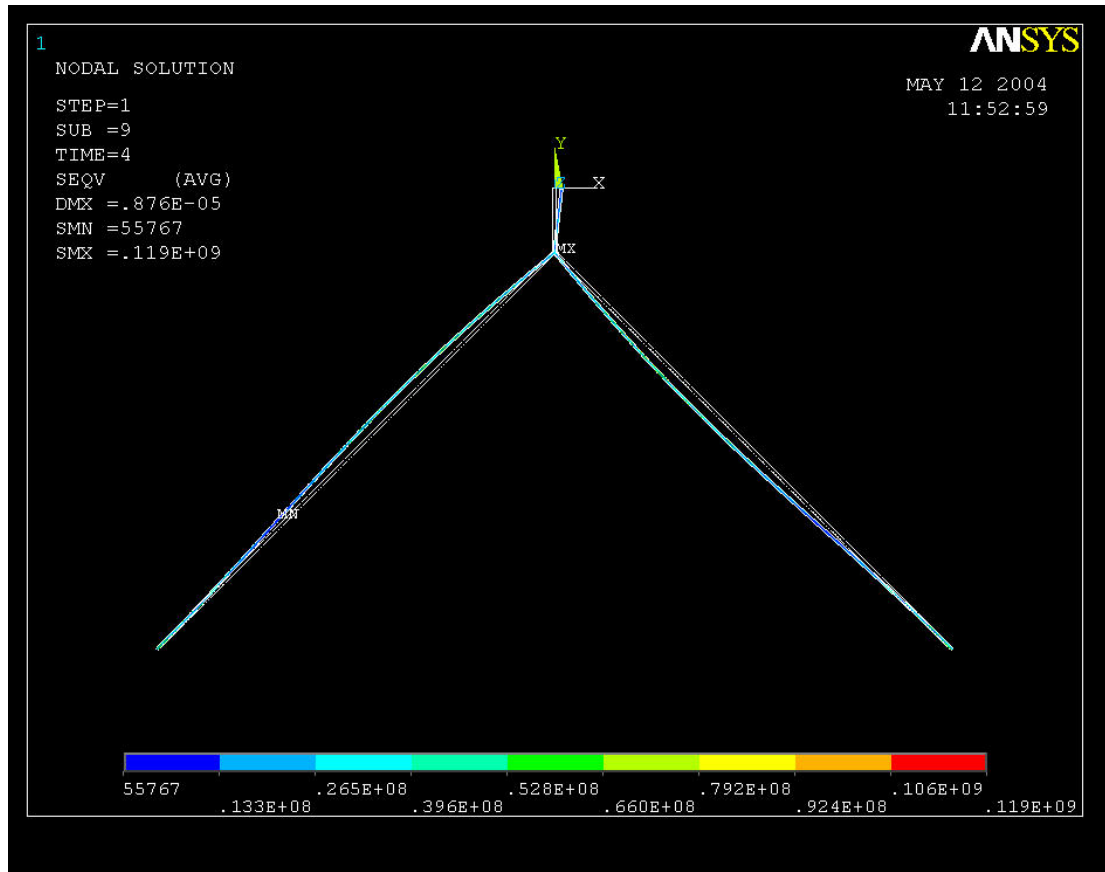 1
ANSYS
NODAL SOLUTION
MAY 12 2004
11:52:59
STEP=1
SUB =9
TIME=4
SEQV (AVG)
DMX =.876E-05
SMN =55767
SMX =.119E+09
Y
X
MX
MN
55767 .265E+08 .528E+08 .792E+08 .106E+09
.133E+08 .396E+08 .660E+08 .924E+08 .119E+09